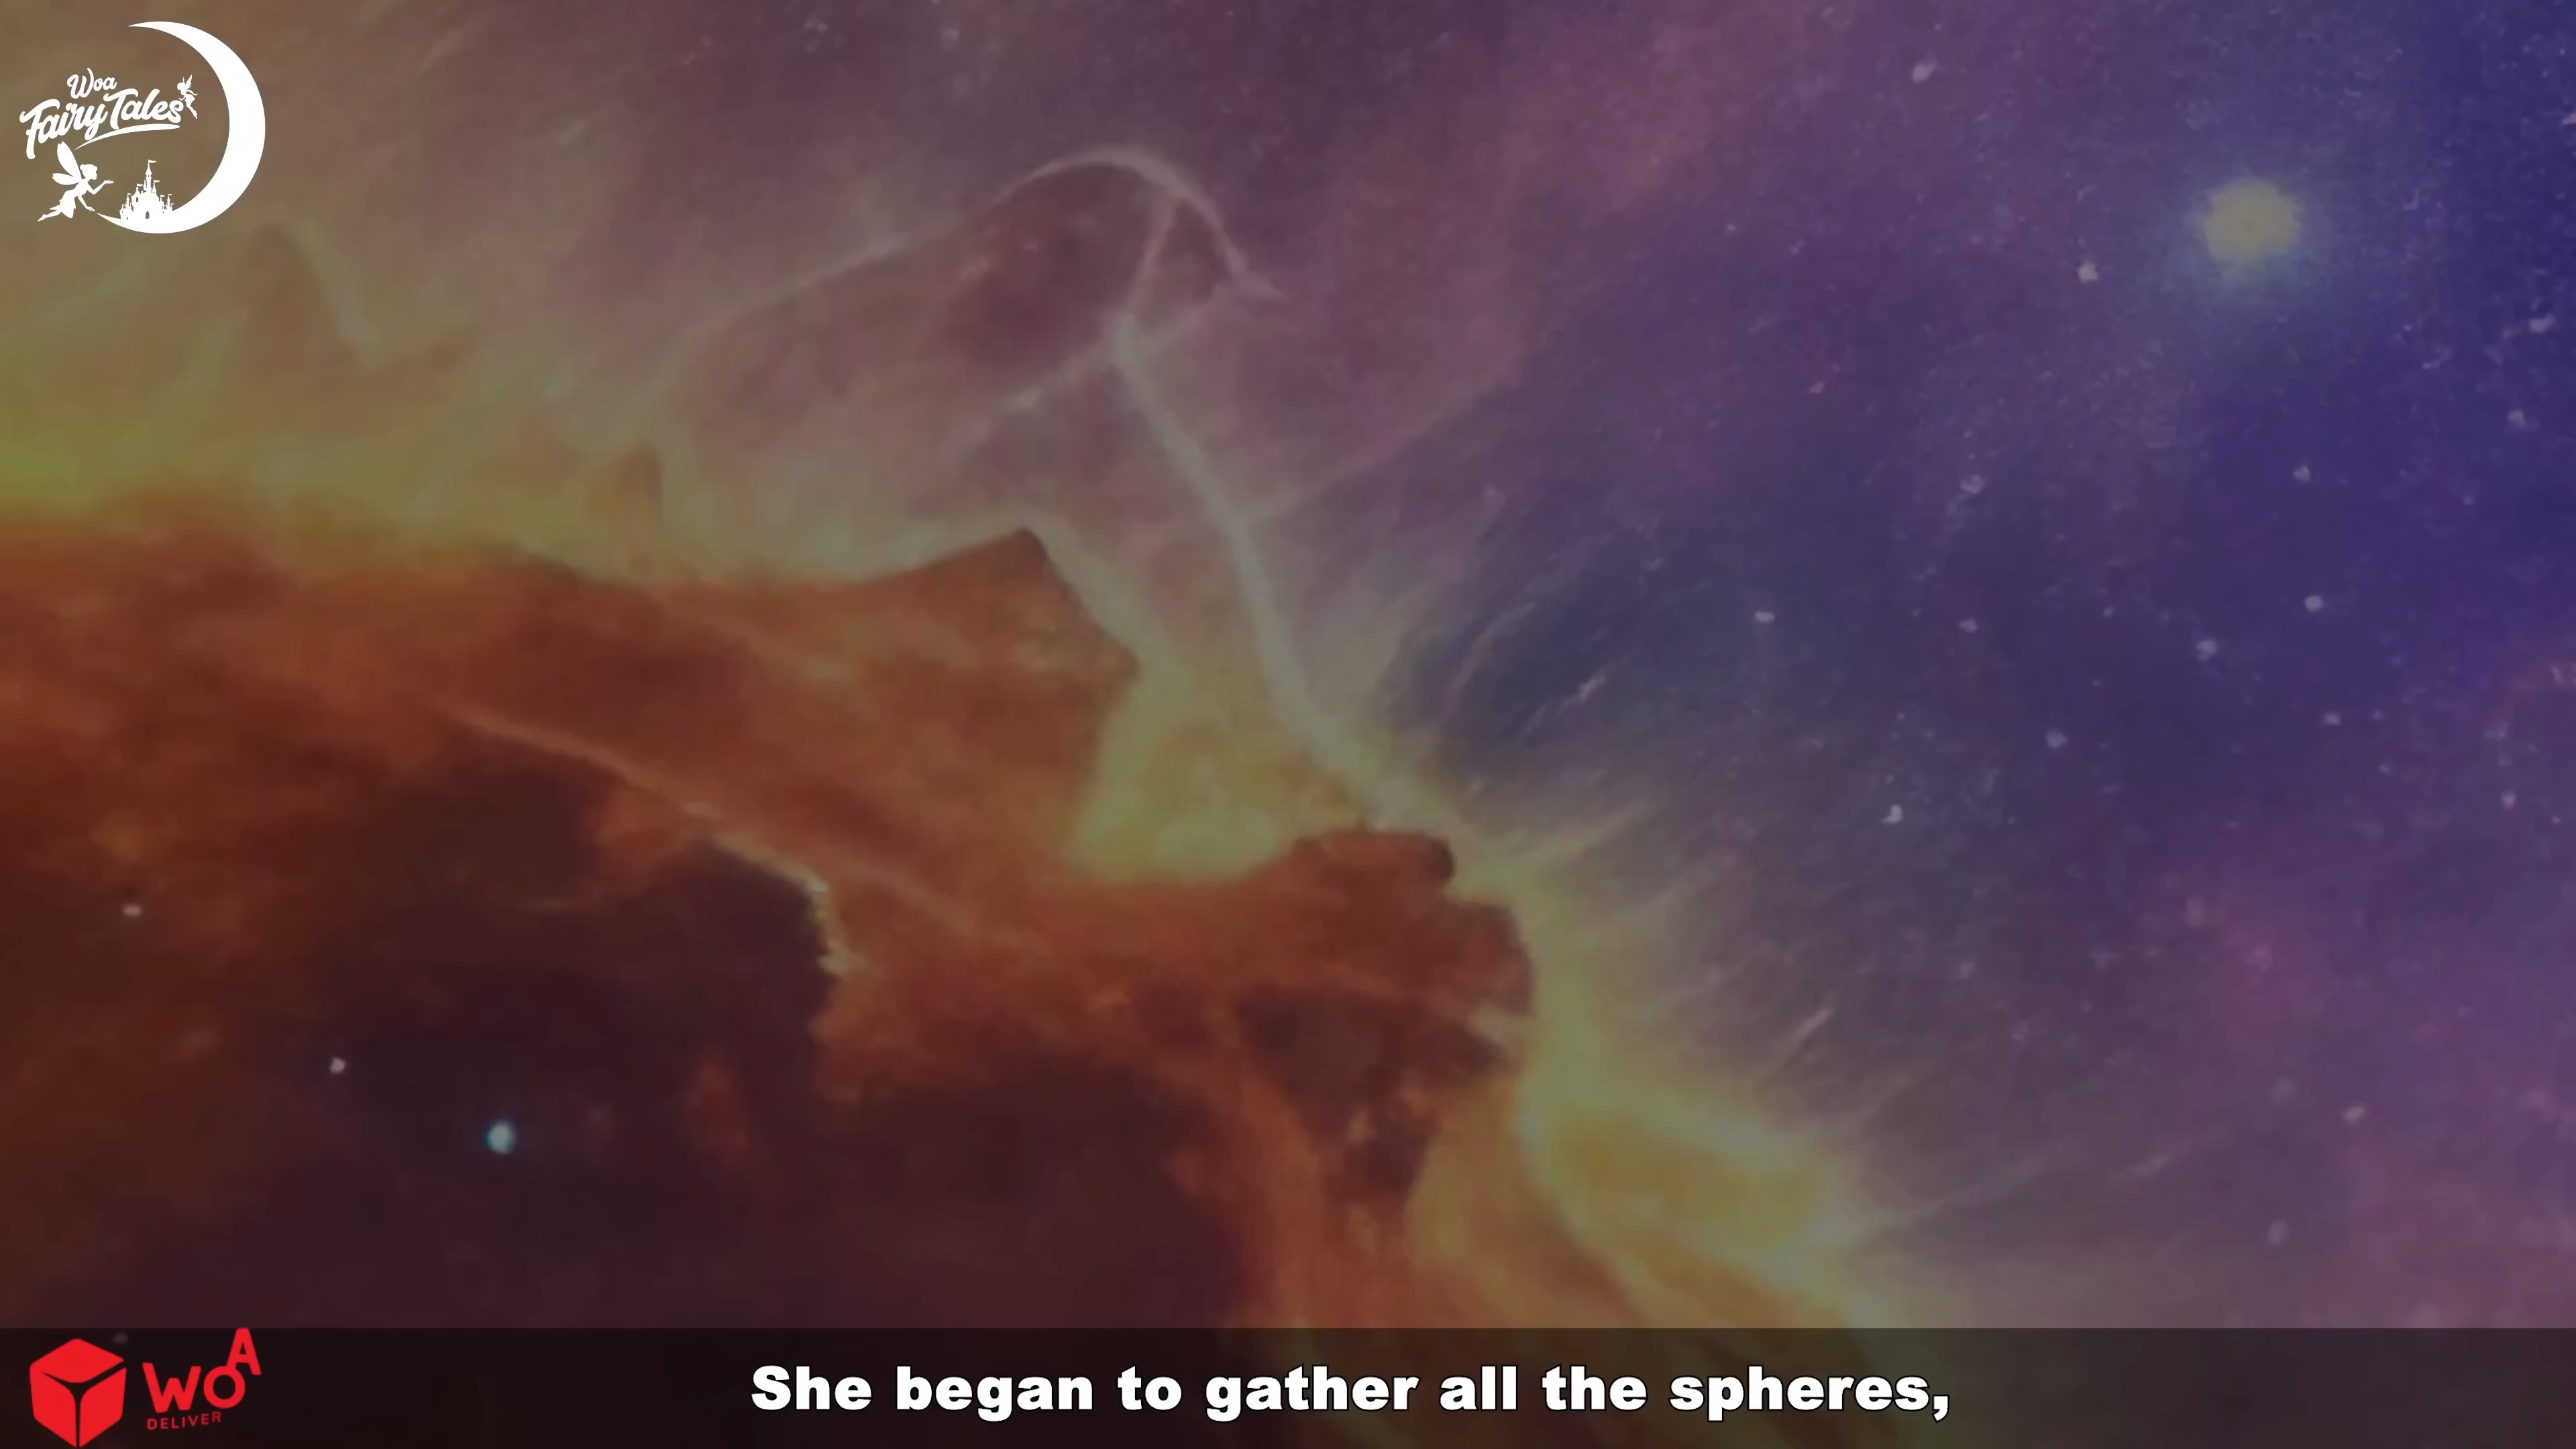 Woa
Fairy Tales
WOA
DELIVER
She began to gather all the spheres,